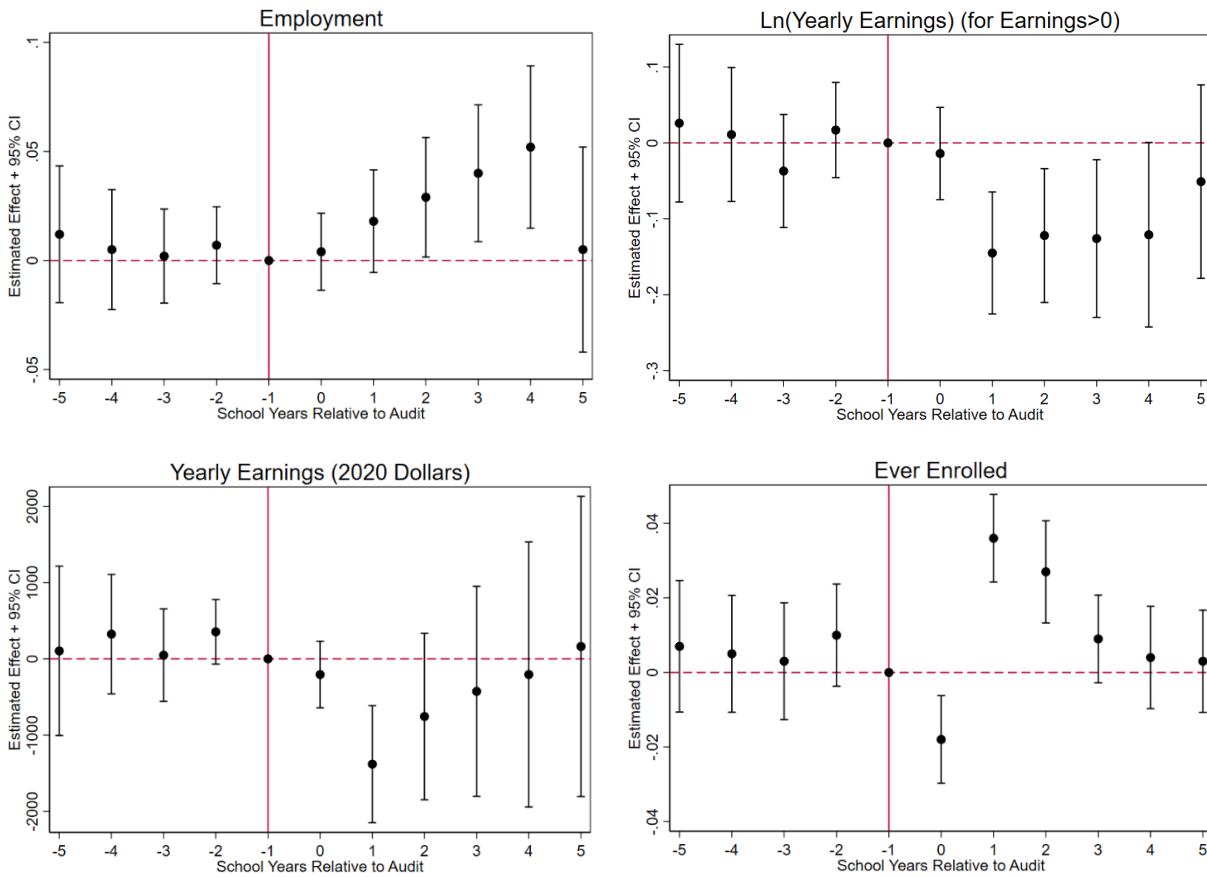 Employment
.1
.05
0
-.05
Estimated Effect + 95% CI
-5 -4 -3 -2 -1 0 1 2 3 4 5
School Years Relative to Audit
Ln(Yearly Earnings) (for Earnings>0)
.1
0
-.1
-.2
-.3
Estimated Effect + 95% CI
-5 -4 -3 -2 -1 0 1 2 3 4 5
School Years Relative to Audit
Yearly Earnings (2020 Dollars)
2000
1000
0
-1000
-2000
Estimated Effect + 95% CI
-5 -4 -3 -2 -1 0 1 2 3 4 5
School Years Relative to Audit
Ever Enrolled
.04
.02
0
-.02
-.04
Estimated Effect + 95% CI
-5 -4 -3 -2 -1 0 1 2 3 4 5
School Years Relative to Audit